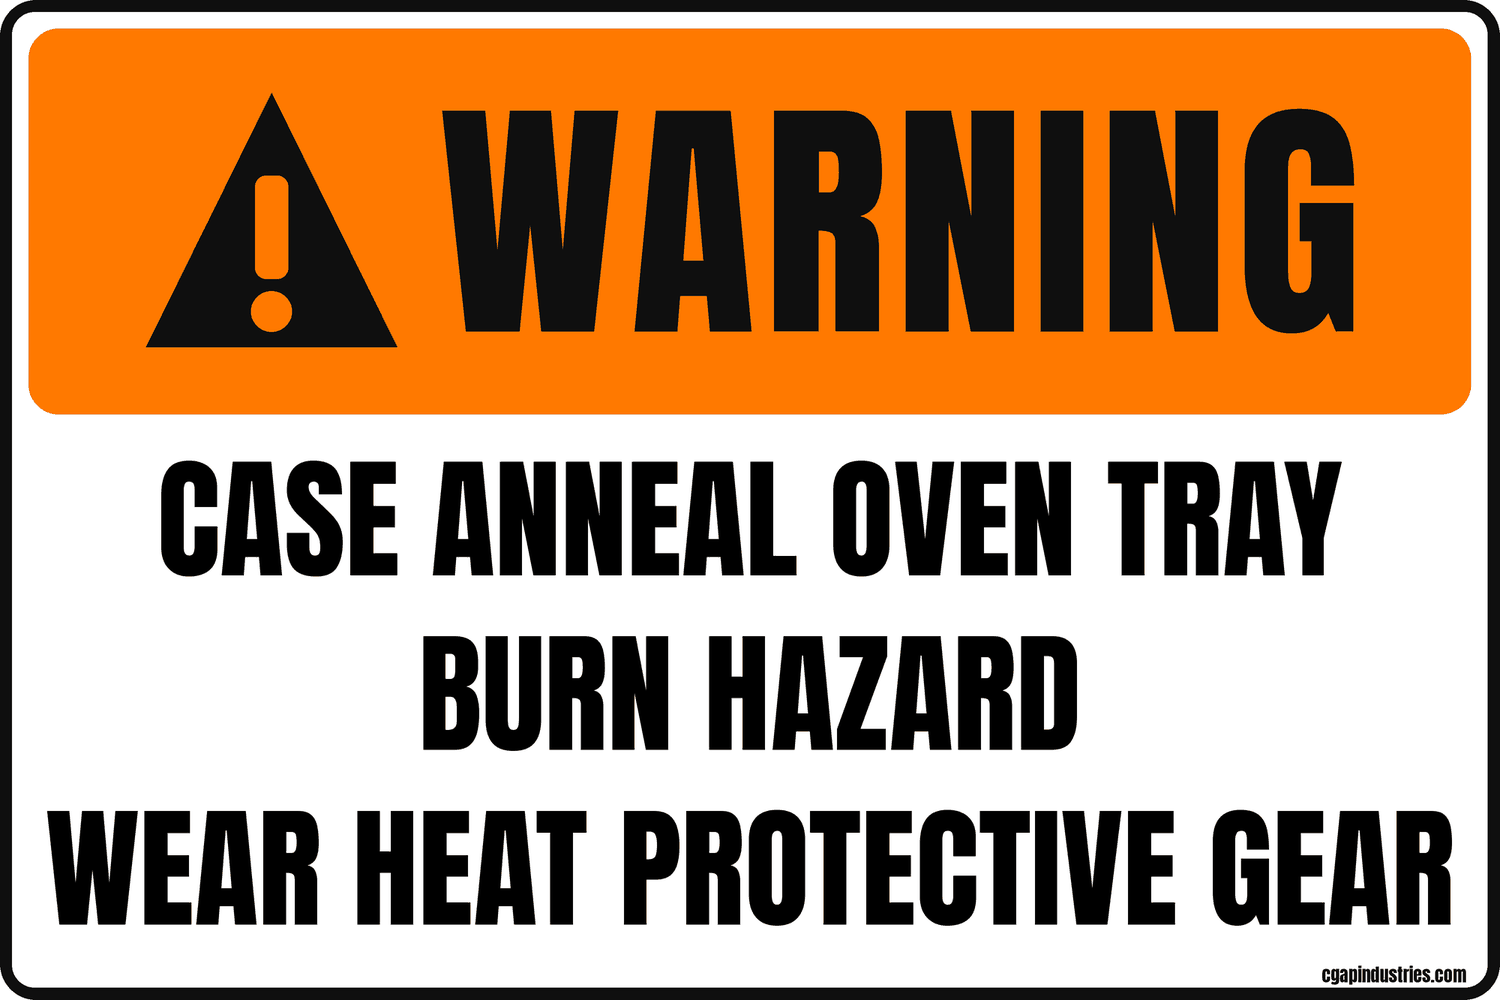 WARNING
CASE ANNEAL OVEN TRAY
BURN HAZARD
WEAR HEAT PROTECTIVE GEAR
cgapindustries.com